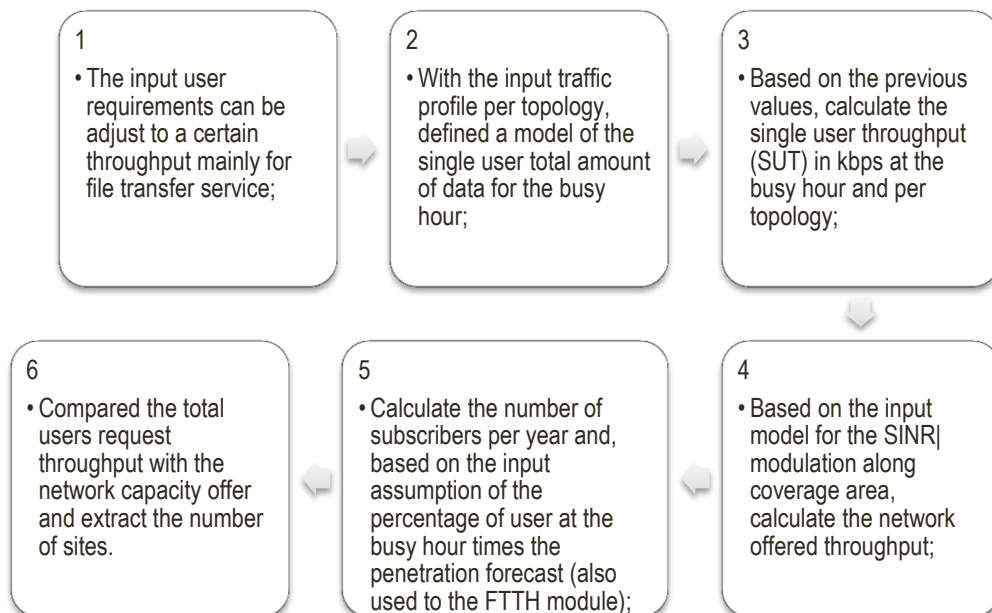 1
• The input user
requirements can be
adjust to a certain
throughput mainly for
file transfer service;
2
• With the input traffic
profile per topology,
defined a model of the
single user total amount
of data for the busy
hour;
3
• Based on the previous
values, calculate the
single user throughput
(SUT) in kbps at the
busy hour and per
topology;
4
• Based on the input
model for the SINR|
modulation along
coverage area,
calculate the network
offered throughput;
5
• Calculate the number of
subscribers per year and,
based on the input
assumption of the
percentage of user at the
busy hour times the
penetration forecast (also
used to the FTTH module);
6
• Compared the total
users request
throughput with the
network capacity offer
and extract the number
of sites.